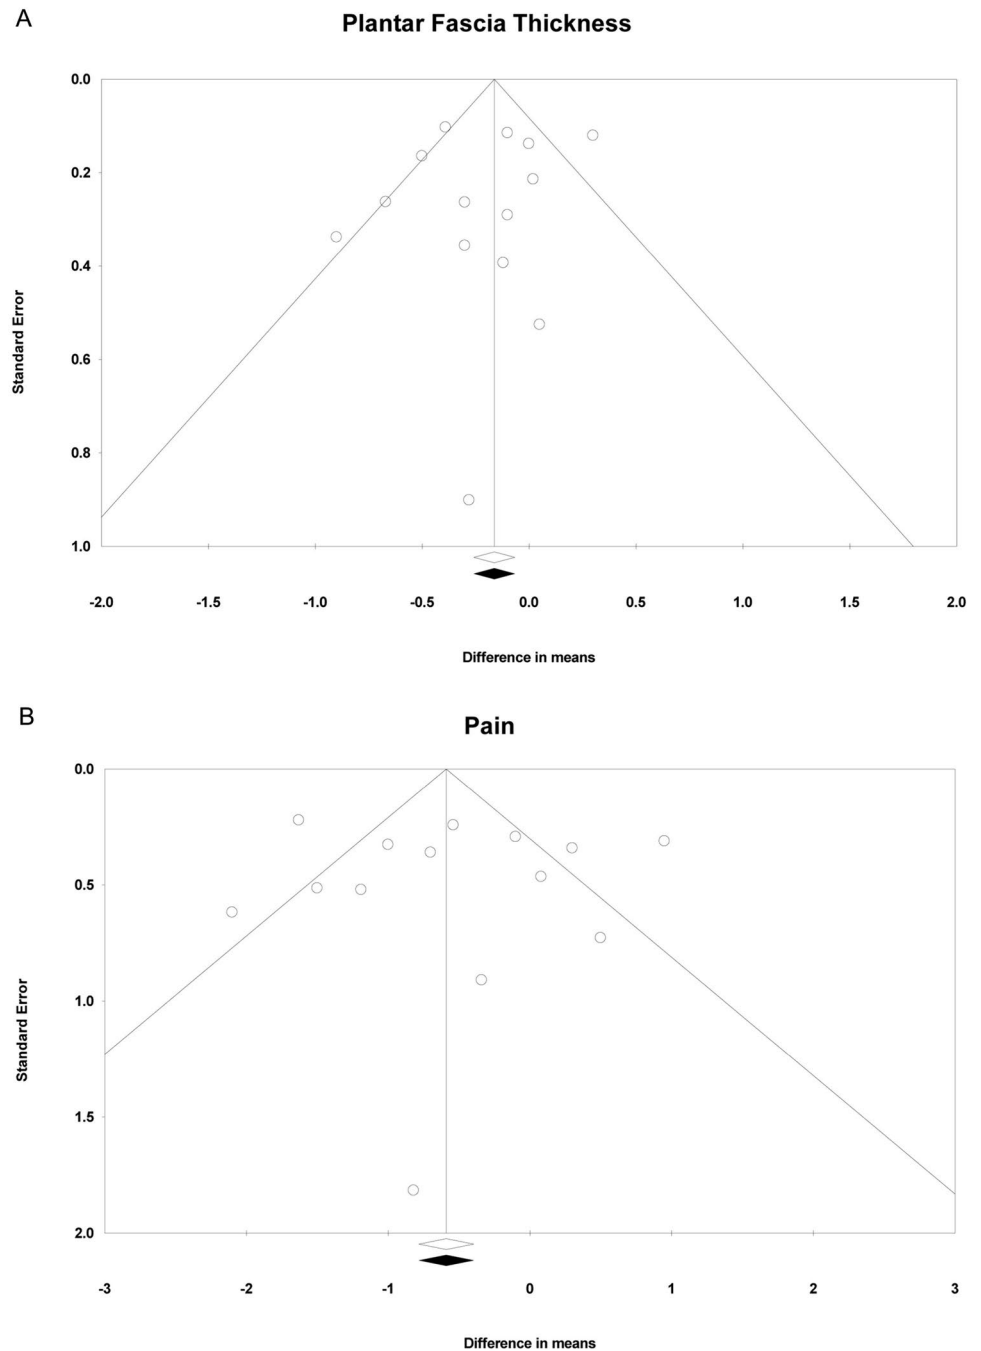 A
Plantar Fascia Thickness
0.0
0.2
0.4
0.6
0.8
1.0
Standard Error
-2.0 -1.5 -1.0 -0.5 0.0 0.5 1.0 1.5 2.0
Difference in means
B
Pain
0.0
0.5
1.0
1.5
2.0
Standard Error
-3 -2 -1 0 1 2 3
Difference in means